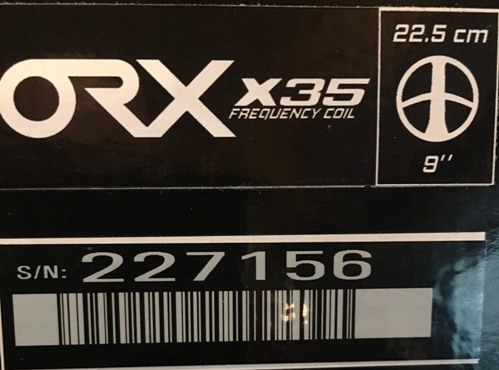 ORX X35
FREQUENCY COIL
22.5 cm
9"
S/N: 227156